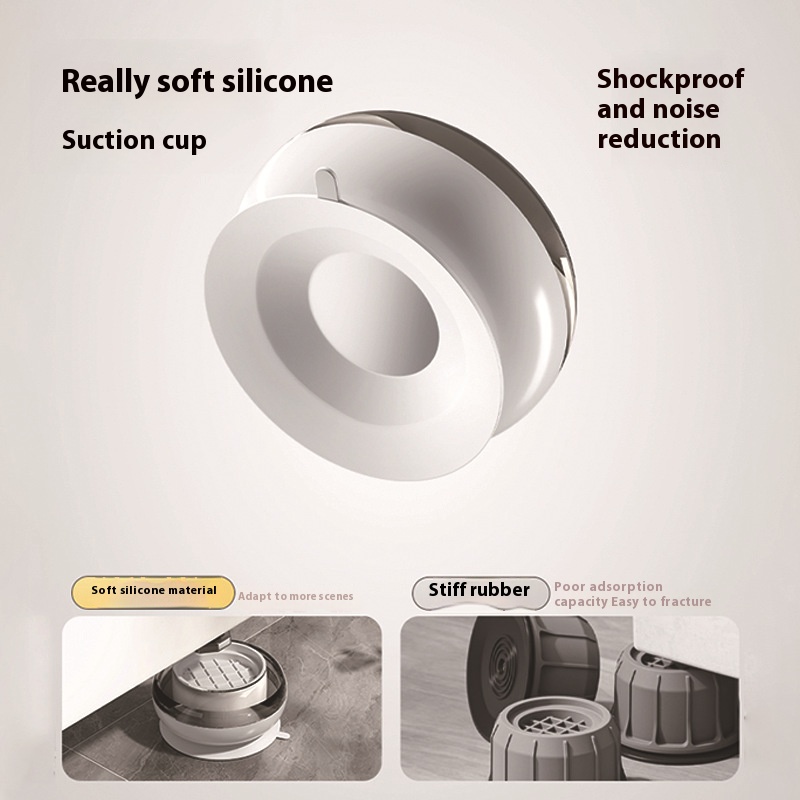 Really soft silicone
Suction cup
Shockproof
and noise
reduction
Soft silicone material
Adapt to more scenes
Stiff rubber
Poor adsorption
capacity Easy to fracture